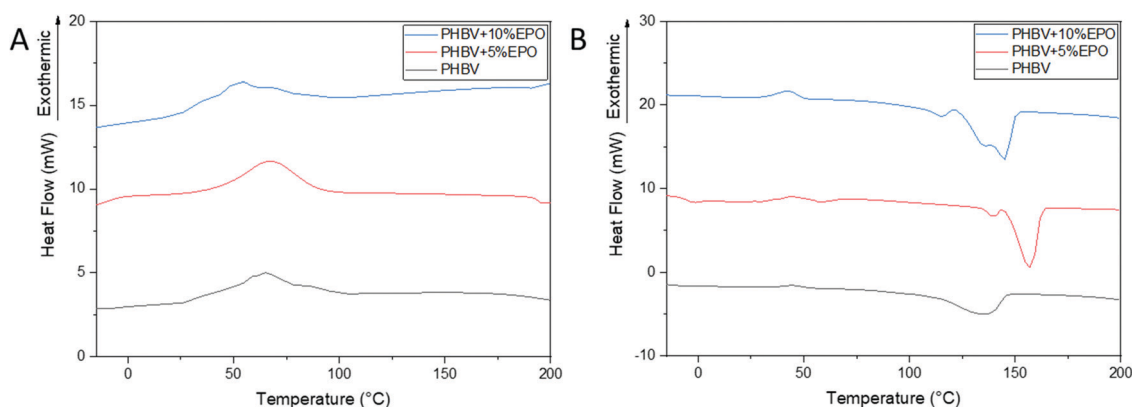 A
Exothermic
Heat Flow (mW)
20
15
10
5
0
PHBV+10%EPO
PHBV+5%EPO
PHBV
0
50
100
150
200
Temperature (°C)
B
Exothermic
Heat Flow (mW)
30
20
10
0
-10
PHBV+10%EPO
PHBV+5%EPO
PHBV
0
50
100
150
200
Temperature (°C)